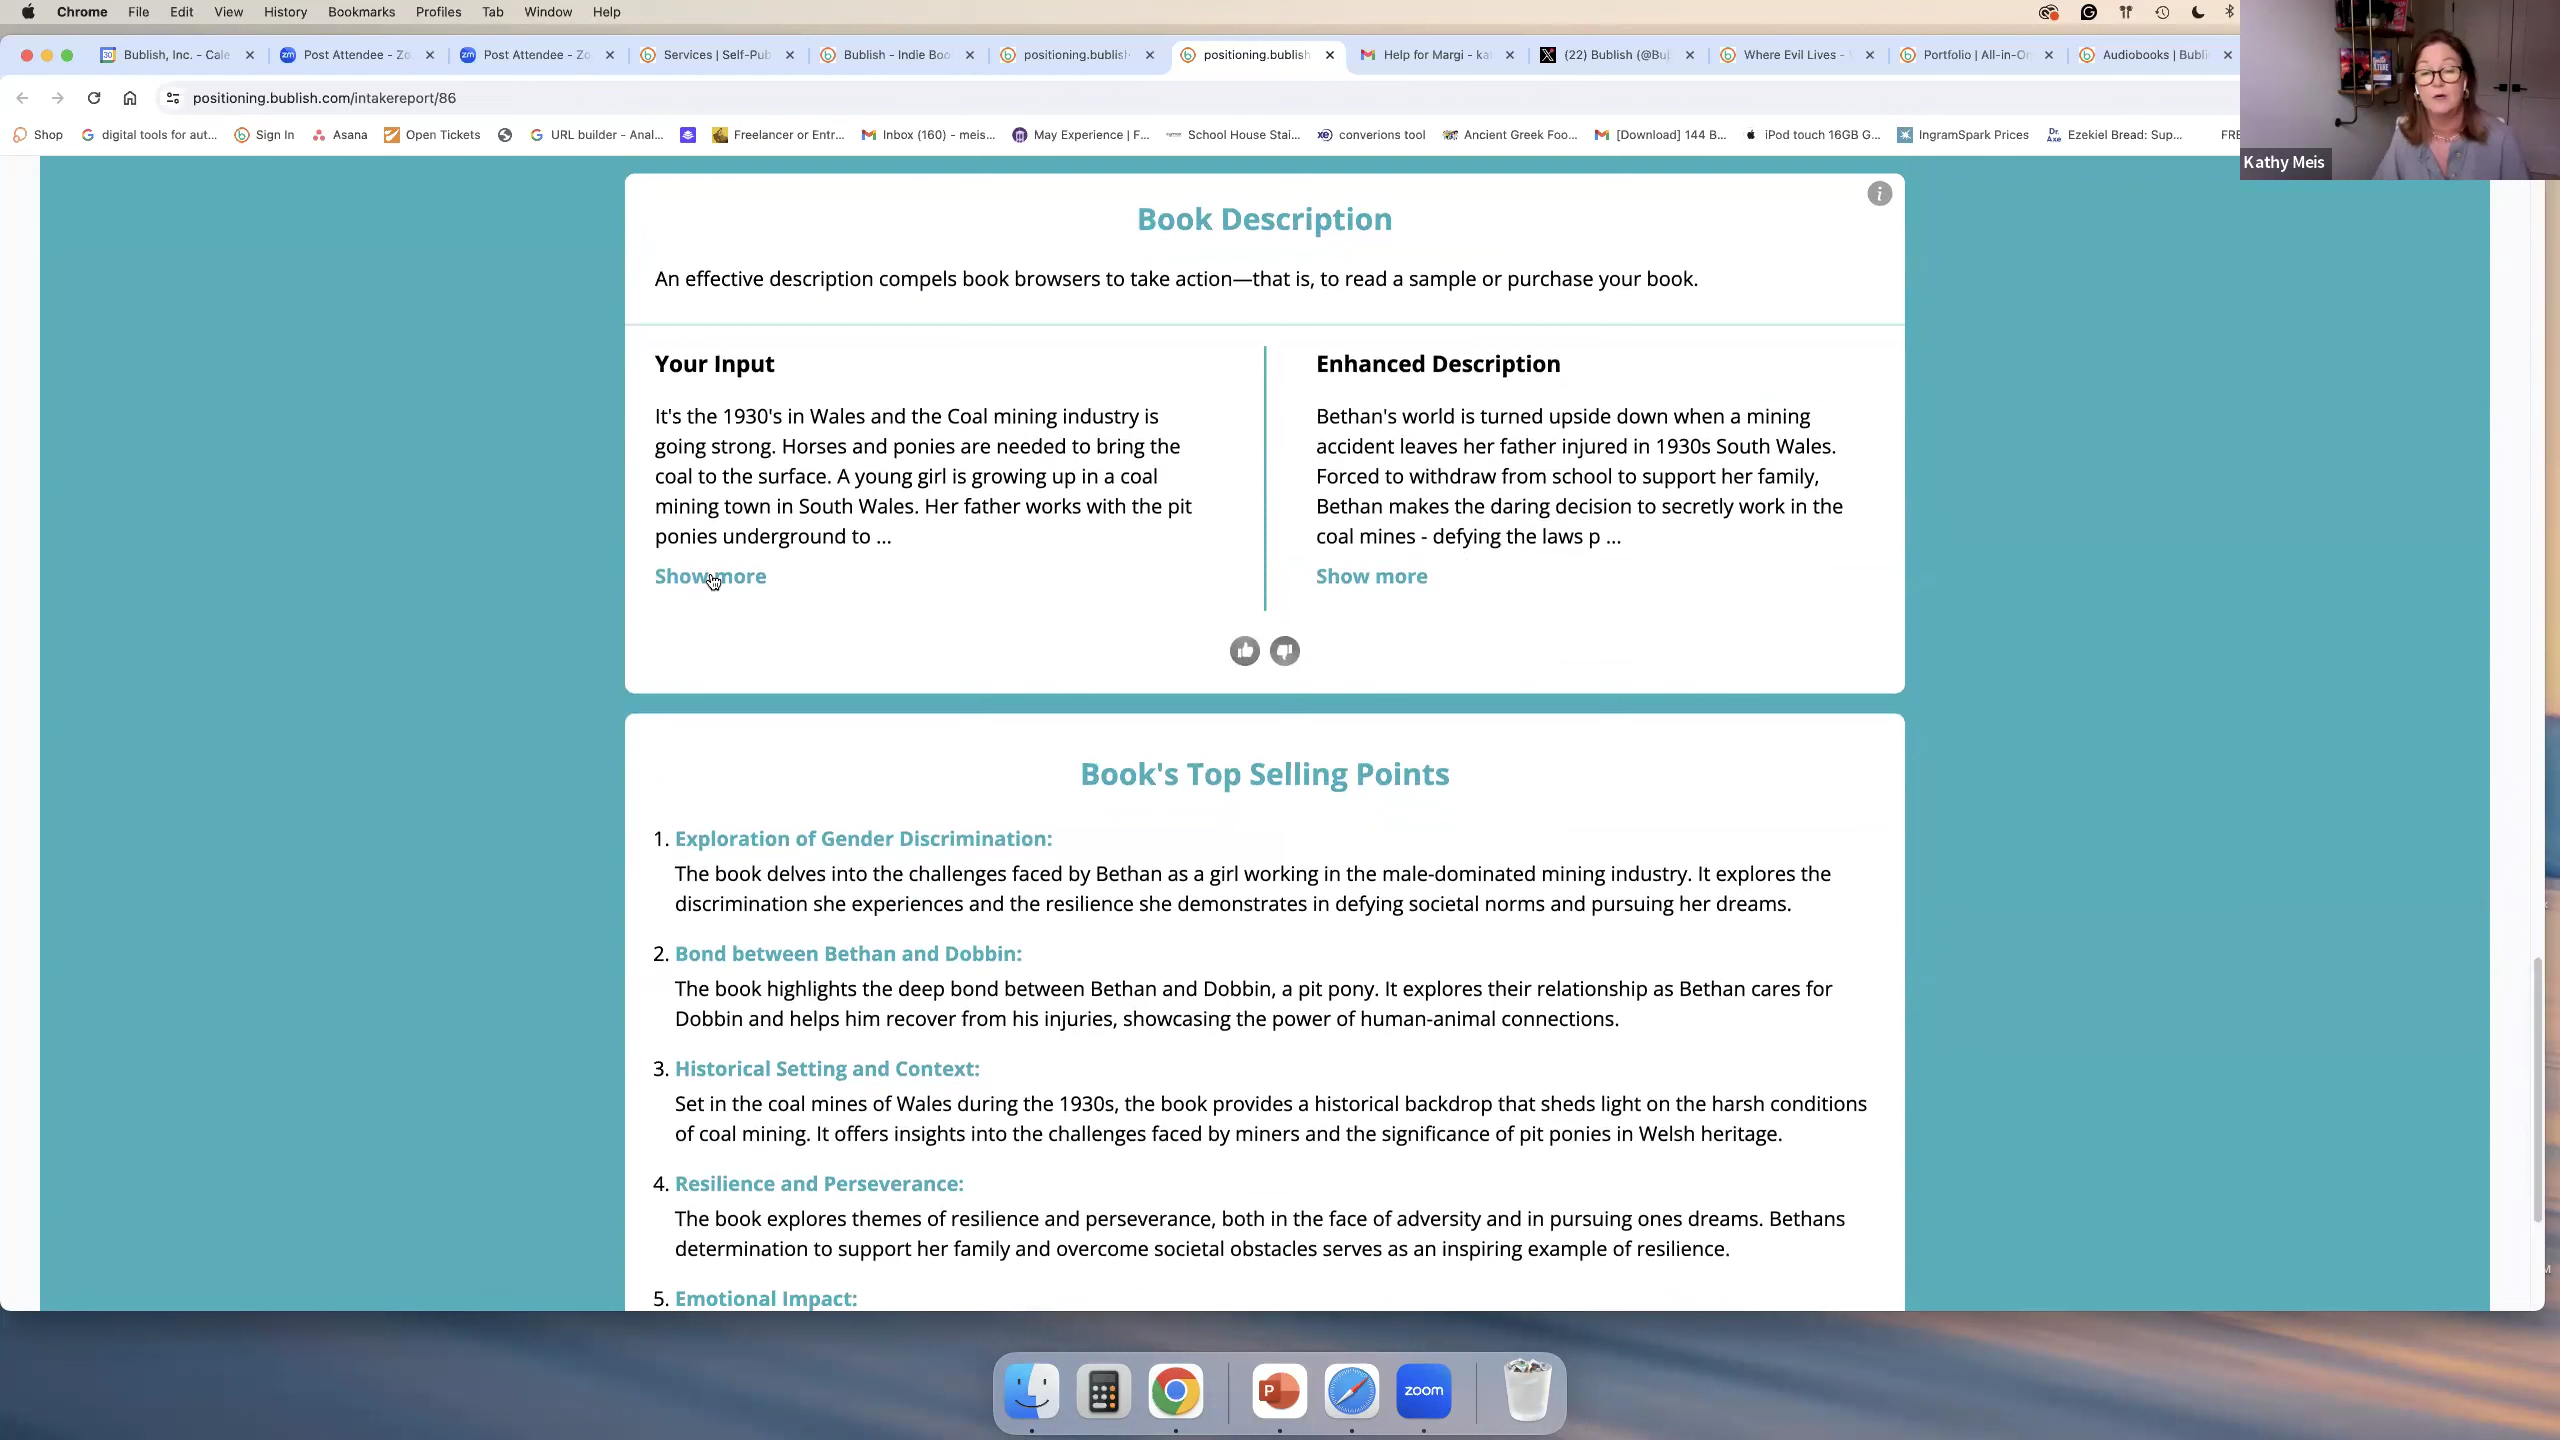 Chrome File Edit View History Bookmarks Profiles Tab Window Help
30 Bublish, Inc. - Cale
zm Post Attendee - Zo
zm Post Attendee - Zo
Services | Self-Pub
Bublish - Indie Boo
positioning.bublish
positioning.bublish
Help for Margi - kat
(22) Bublish (@Bul
Where Evil Lives -
Portfolio | All-in-On
Audiobooks | Bubli
positioning.bublish.com/intakereport/86
Shop
digital tools for aut...
Sign In
Asana
Open Tickets
URL builder - Anal...
Freelancer or Entr...
Inbox (160) - meis...
May Experience | F...
School House Stai...
xe converions tool
Ancient Greek Foo...
[Download] 144 B...
iPod touch 16GB G...
IngramSpark Prices
Dr. Axe Ezekiel Bread: Sup...
FRE
Kathy Meis
i
Book Description
An effective description compels book browsers to take action—that is, to read a sample or purchase your book.
Your Input
It's the 1930's in Wales and the Coal mining industry is
going strong. Horses and ponies are needed to bring the
coal to the surface. A young girl is growing up in a coal
mining town in South Wales. Her father works with the pit
ponies underground to ...
Show more
Enhanced Description
Bethan's world is turned upside down when a mining
accident leaves her father injured in 1930s South Wales.
Forced to withdraw from school to support her family,
Bethan makes the daring decision to secretly work in the
coal mines - defying the laws p ...
Show more
Book's Top Selling Points
1. Exploration of Gender Discrimination:
The book delves into the challenges faced by Bethan as a girl working in the male-dominated mining industry. It explores the
discrimination she experiences and the resilience she demonstrates in defying societal norms and pursuing her dreams.
2. Bond between Bethan and Dobbin:
The book highlights the deep bond between Bethan and Dobbin, a pit pony. It explores their relationship as Bethan cares for
Dobbin and helps him recover from his injuries, showcasing the power of human-animal connections.
3. Historical Setting and Context:
Set in the coal mines of Wales during the 1930s, the book provides a historical backdrop that sheds light on the harsh conditions
of coal mining. It offers insights into the challenges faced by miners and the significance of pit ponies in Welsh heritage.
4. Resilience and Perseverance:
The book explores themes of resilience and perseverance, both in the face of adversity and in pursuing ones dreams. Bethans
determination to support her family and overcome societal obstacles serves as an inspiring example of resilience.
5. Emotional Impact:
P
zoom